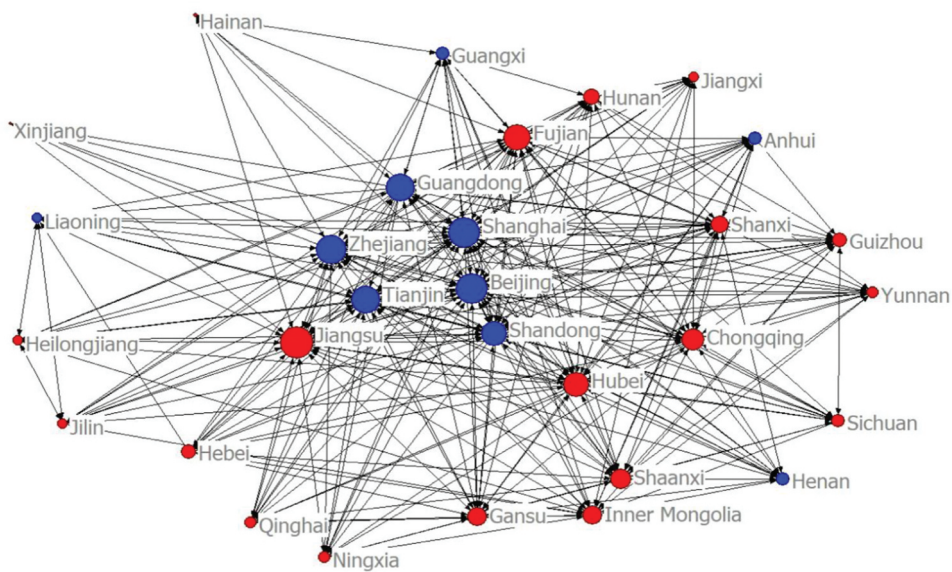 Hainan
Guangxi
Jiangxi
Hunan
Xinjiang
Fujian
Anhui
Guangdong
Liaoning
Shanghai
Shanxi
Zhejiang
Guizhou
Beijing
Tianjin
Yunnan
Shandong
Jiangsu
Heilongjiang
Chongqing
Hubei
Jilin
Sichuan
Hebei
Shaanxi
Henan
Qinghai
Gansu
Inner Mongolia
Ningxia